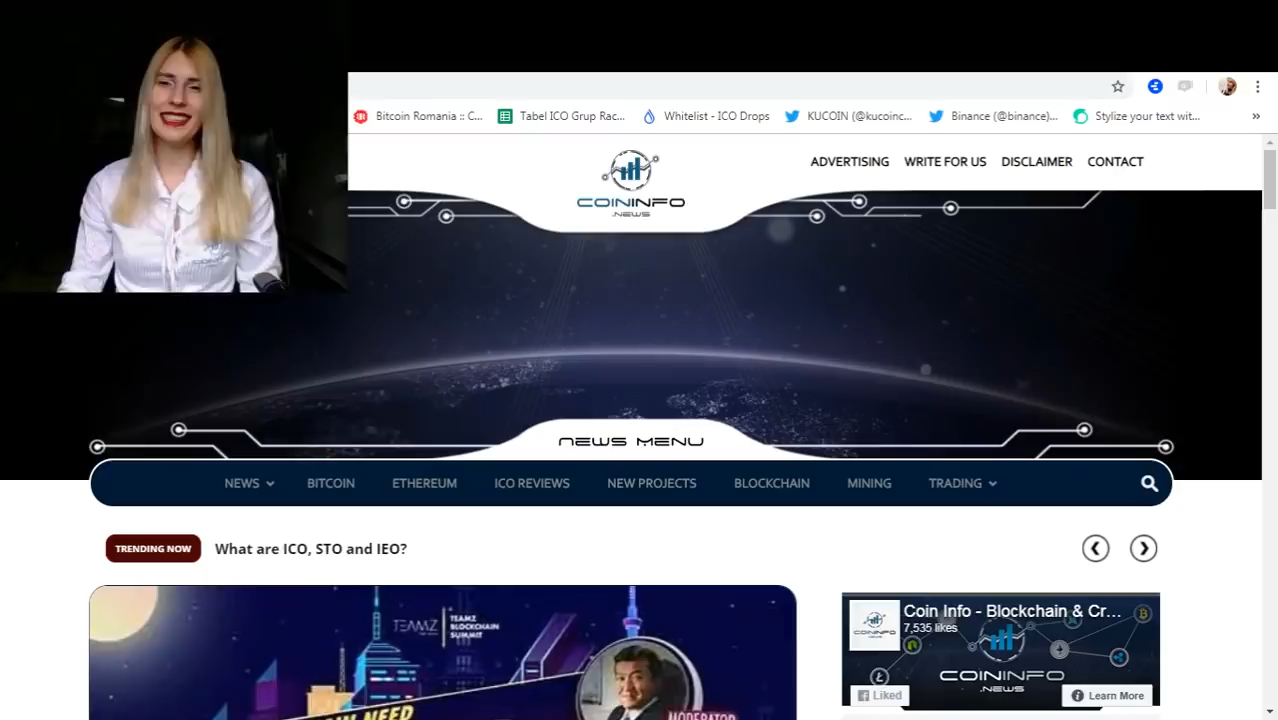 Bitcoin Romania :: C...
Tabel ICO Grup Rac...
Whitelist - ICO Drops
KUCOIN (@kucoinc...
Binance (@binance)...
Stylize your text wit...
»
COININFO
.NEWS
ADVERTISING
WRITE FOR US
DISCLAIMER
CONTACT
NEWS MENU
NEWS
BITCOIN
ETHEREUM
ICO REVIEWS
NEW PROJECTS
BLOCKCHAIN
MINING
TRADING
TRENDING NOW
What are ICO, STO and IEO?
TEAMZ
BLOCKCHAIN
SUMMIT
NEED
MODERATOR
Coin Info - Blockchain & Cr...
7,535 likes
COININFO
.NEWS
Liked
Learn More